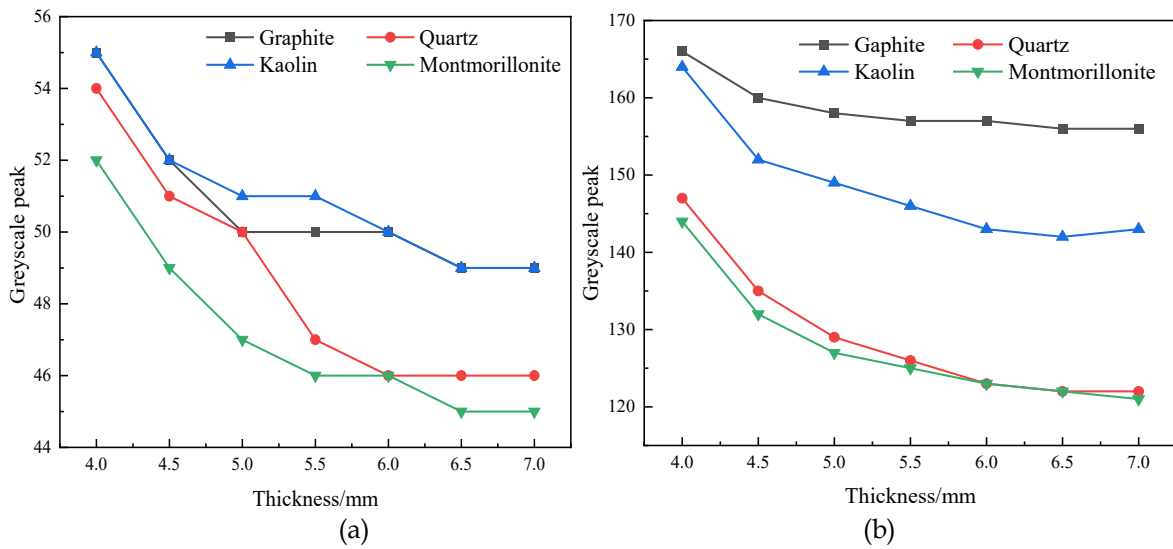 Graphite Quartz
Kaolin Montmorillonite
Greyscale peak
56
54
52
50
48
46
44
4.0 4.5 5.0 5.5 6.0 6.5 7.0
Thickness/mm
(a)
Gaphite Quartz
Kaolin Montmorillonite
Greyscale peak
170
160
150
140
130
120
4.0 4.5 5.0 5.5 6.0 6.5 7.0
Thickness/mm
(b)